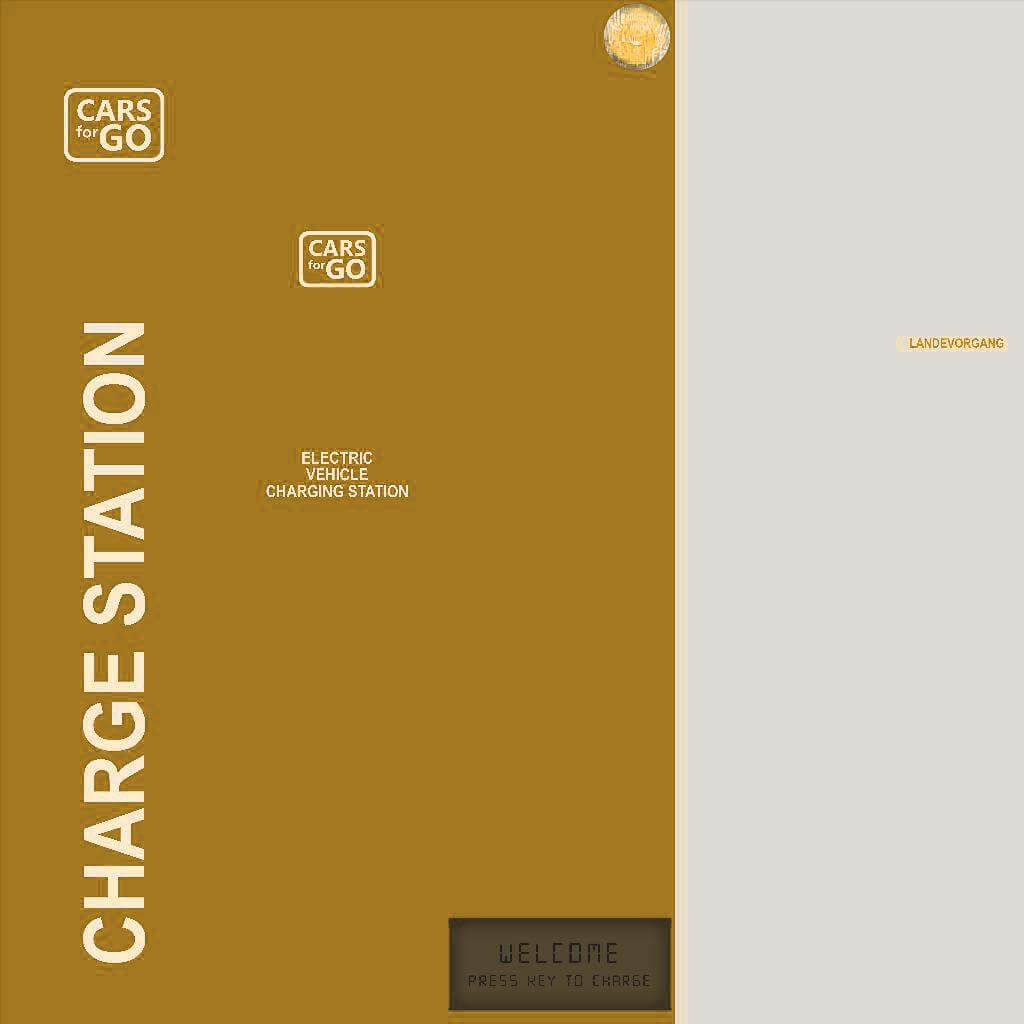 CARS
for GO
CARS
for GO
CHARGE STATION
ELECTRIC
VEHICLE
CHARGING STATION
LANDEVORGANG
WELCOME
PRESS KEY TO CHARGE